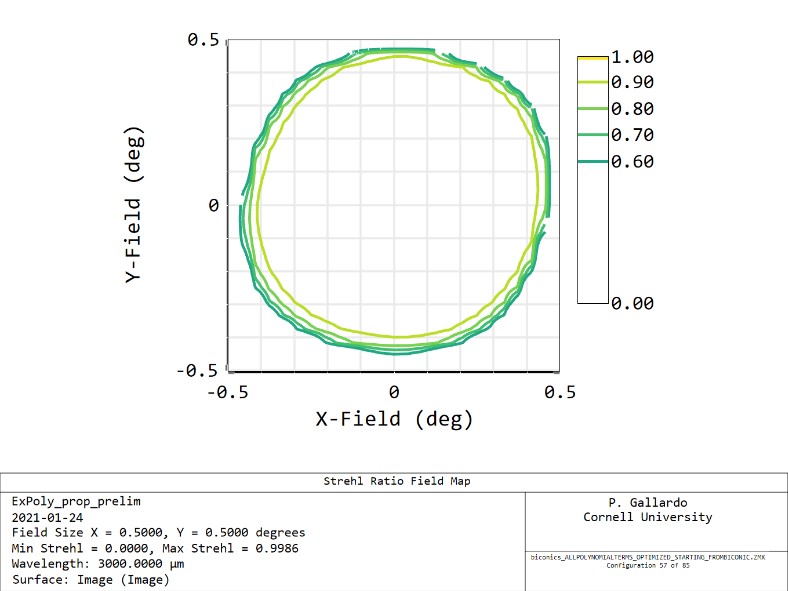 0.5
0
-0.5
-0.5
0
0.5
Y-Field (deg)
X-Field (deg)
1.00
0.90
0.80
0.70
0.60
0.00
Strehl Ratio Field Map
ExPoly_prop_prelim
2021-01-24
Field Size X = 0.5000, Y = 0.5000 degrees
Min Strehl = 0.0000, Max Strehl = 0.9986
Wavelength: 3000.0000 µm
Surface: Image (Image)
P. Gallardo
Cornell University
biconics_ALLPOLYNOMIALTERMS_OPTIMIZED_STARTING_FROMBICONIC.ZMX
Configuration 57 of 85